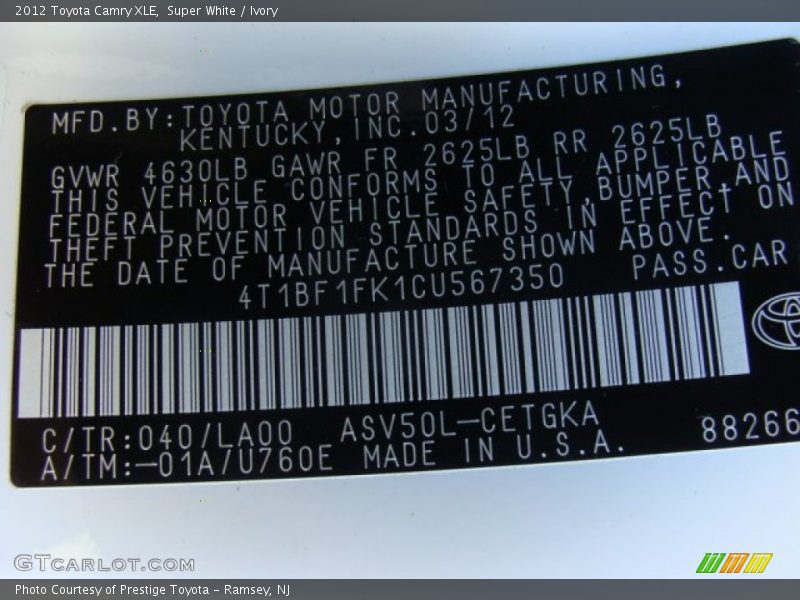 2012 Toyota Camry XLE,  Super White / Ivory
MFD.BY:TOYOTA MOTOR MANUFACTURING,
KENTUCKY,INC.03/12
GVWR 4630LB GAWR FR 2625LB RR 2625LB
THIS VEHICLE CONFORMS TO ALL APPLICABLE
FEDERAL MOTOR VEHICLE SAFETY,BUMPER,AND
THEFT PREVENTION STANDARDS IN EFFECT ON
THE DATE OF MANUFACTURE SHOWN ABOVE.
4T1BF1FK1CU567350 PASS.CAR
C/TR:040/LA00 ASV50L-CETGKA
A/TM:-01A/U760E MADE IN U.S.A. 88266
GTCARLOT.COM
Photo Courtesy of Prestige Toyota - Ramsey, NJ